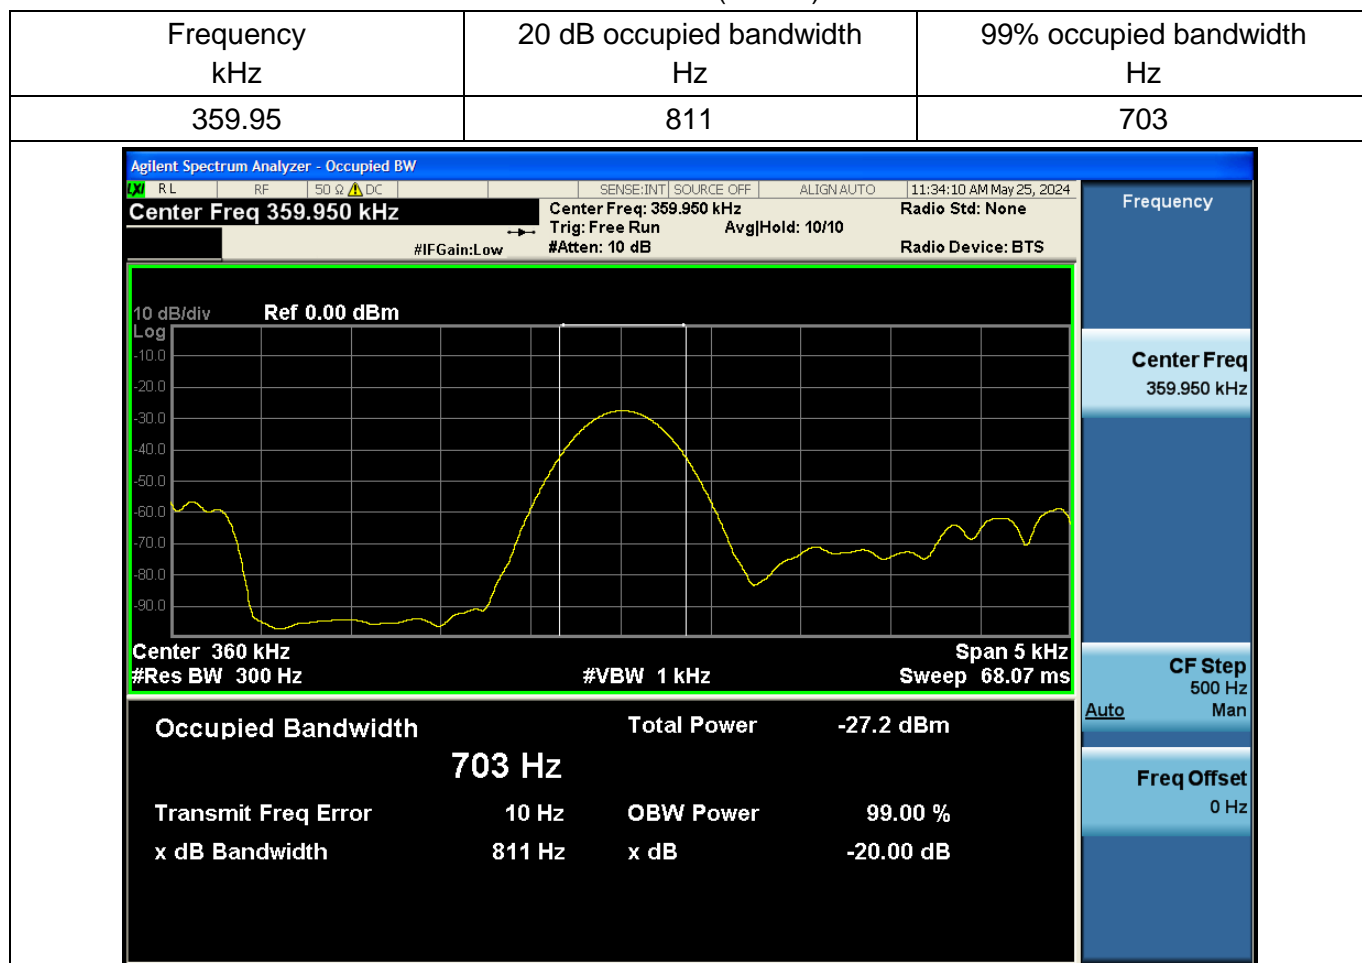 Frequency 20 dB occupied bandwidth 99% occupied bandwidth
kHz Hz Hz
359.95 811 703
Agilent Spectrum Analyzer - Occupied BW
LXI RL RF 50 Ω DC SENSE:INT SOURCE OFF ALIGN AUTO 11:34:10 AM May 25, 2024
Center Freq 359.950 kHz Center Freq: 359.950 kHz Radio Std: None Frequency
Trig: Free Run Avg|Hold: 10/10
#IFGain:Low #Atten: 10 dB Radio Device: BTS
10 dB/div Ref 0.00 dBm
Log
-10.0
-20.0
-30.0
-40.0
-50.0
-60.0
-70.0
-80.0
-90.0
Center Freq
359.950 kHz
Center 360 kHz Span 5 kHz
#Res BW 300 Hz #VBW 1 kHz Sweep 68.07 ms
CF Step
500 Hz
Auto Man
Occupied Bandwidth Total Power -27.2 dBm
703 Hz
Transmit Freq Error 10 Hz OBW Power 99.00 %
x dB Bandwidth 811 Hz x dB -20.00 dB
Freq Offset
0 Hz